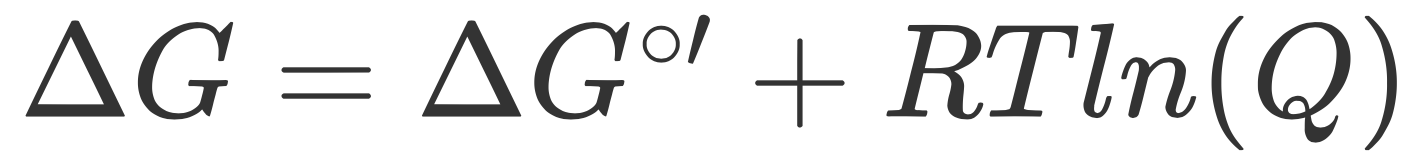 ΔG = ΔG°′ + RTln(Q)